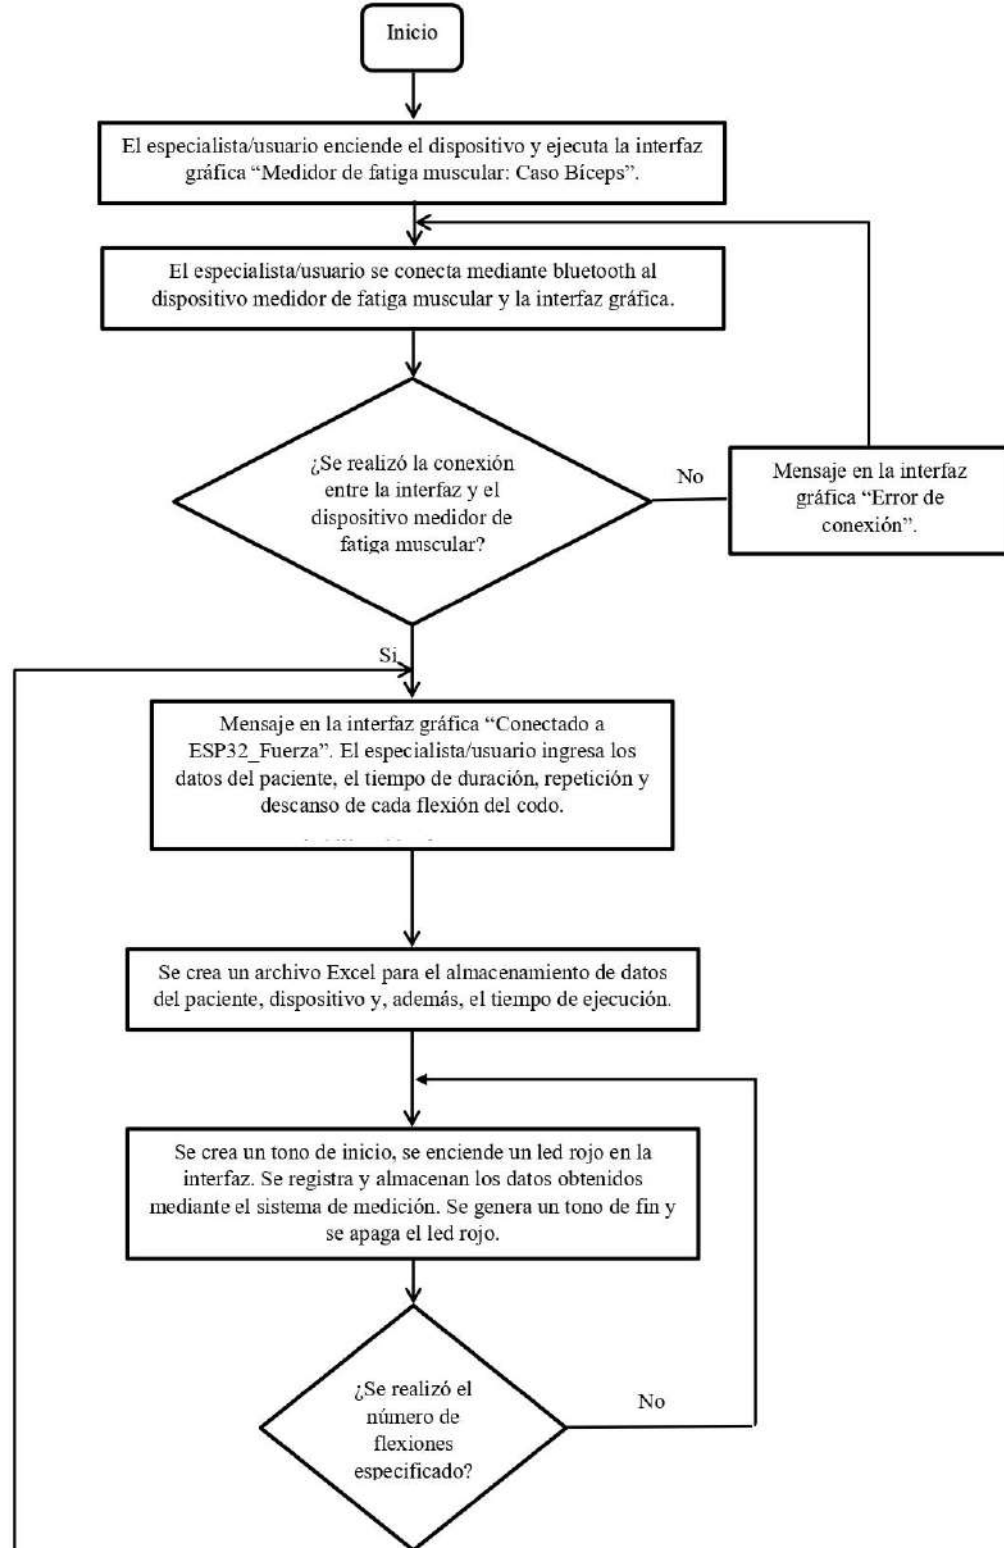 Inicio
El especialista/usuario enciende el dispositivo y ejecuta la interfaz
gráfica “Medidor de fatiga muscular: Caso Bíceps”.
El especialista/usuario se conecta mediante bluetooth al
dispositivo medidor de fatiga muscular y la interfaz gráfica.
¿Se realizó la conexión
entre la interfaz y el
dispositivo medidor de
fatiga muscular?
No
Mensaje en la interfaz
gráfica “Error de
conexión”.
Si
Mensaje en la interfaz gráfica “Conectado a
ESP32_Fuerza”. El especialista/usuario ingresa los
datos del paciente, el tiempo de duración, repetición y
descanso de cada flexión del codo.
Se crea un archivo Excel para el almacenamiento de datos
del paciente, dispositivo y, además, el tiempo de ejecución.
Se crea un tono de inicio, se enciende un led rojo en la
interfaz. Se registra y almacenan los datos obtenidos
mediante el sistema de medición. Se genera un tono de fin y
se apaga el led rojo.
¿Se realizó el
número de
flexiones
especificado?
No